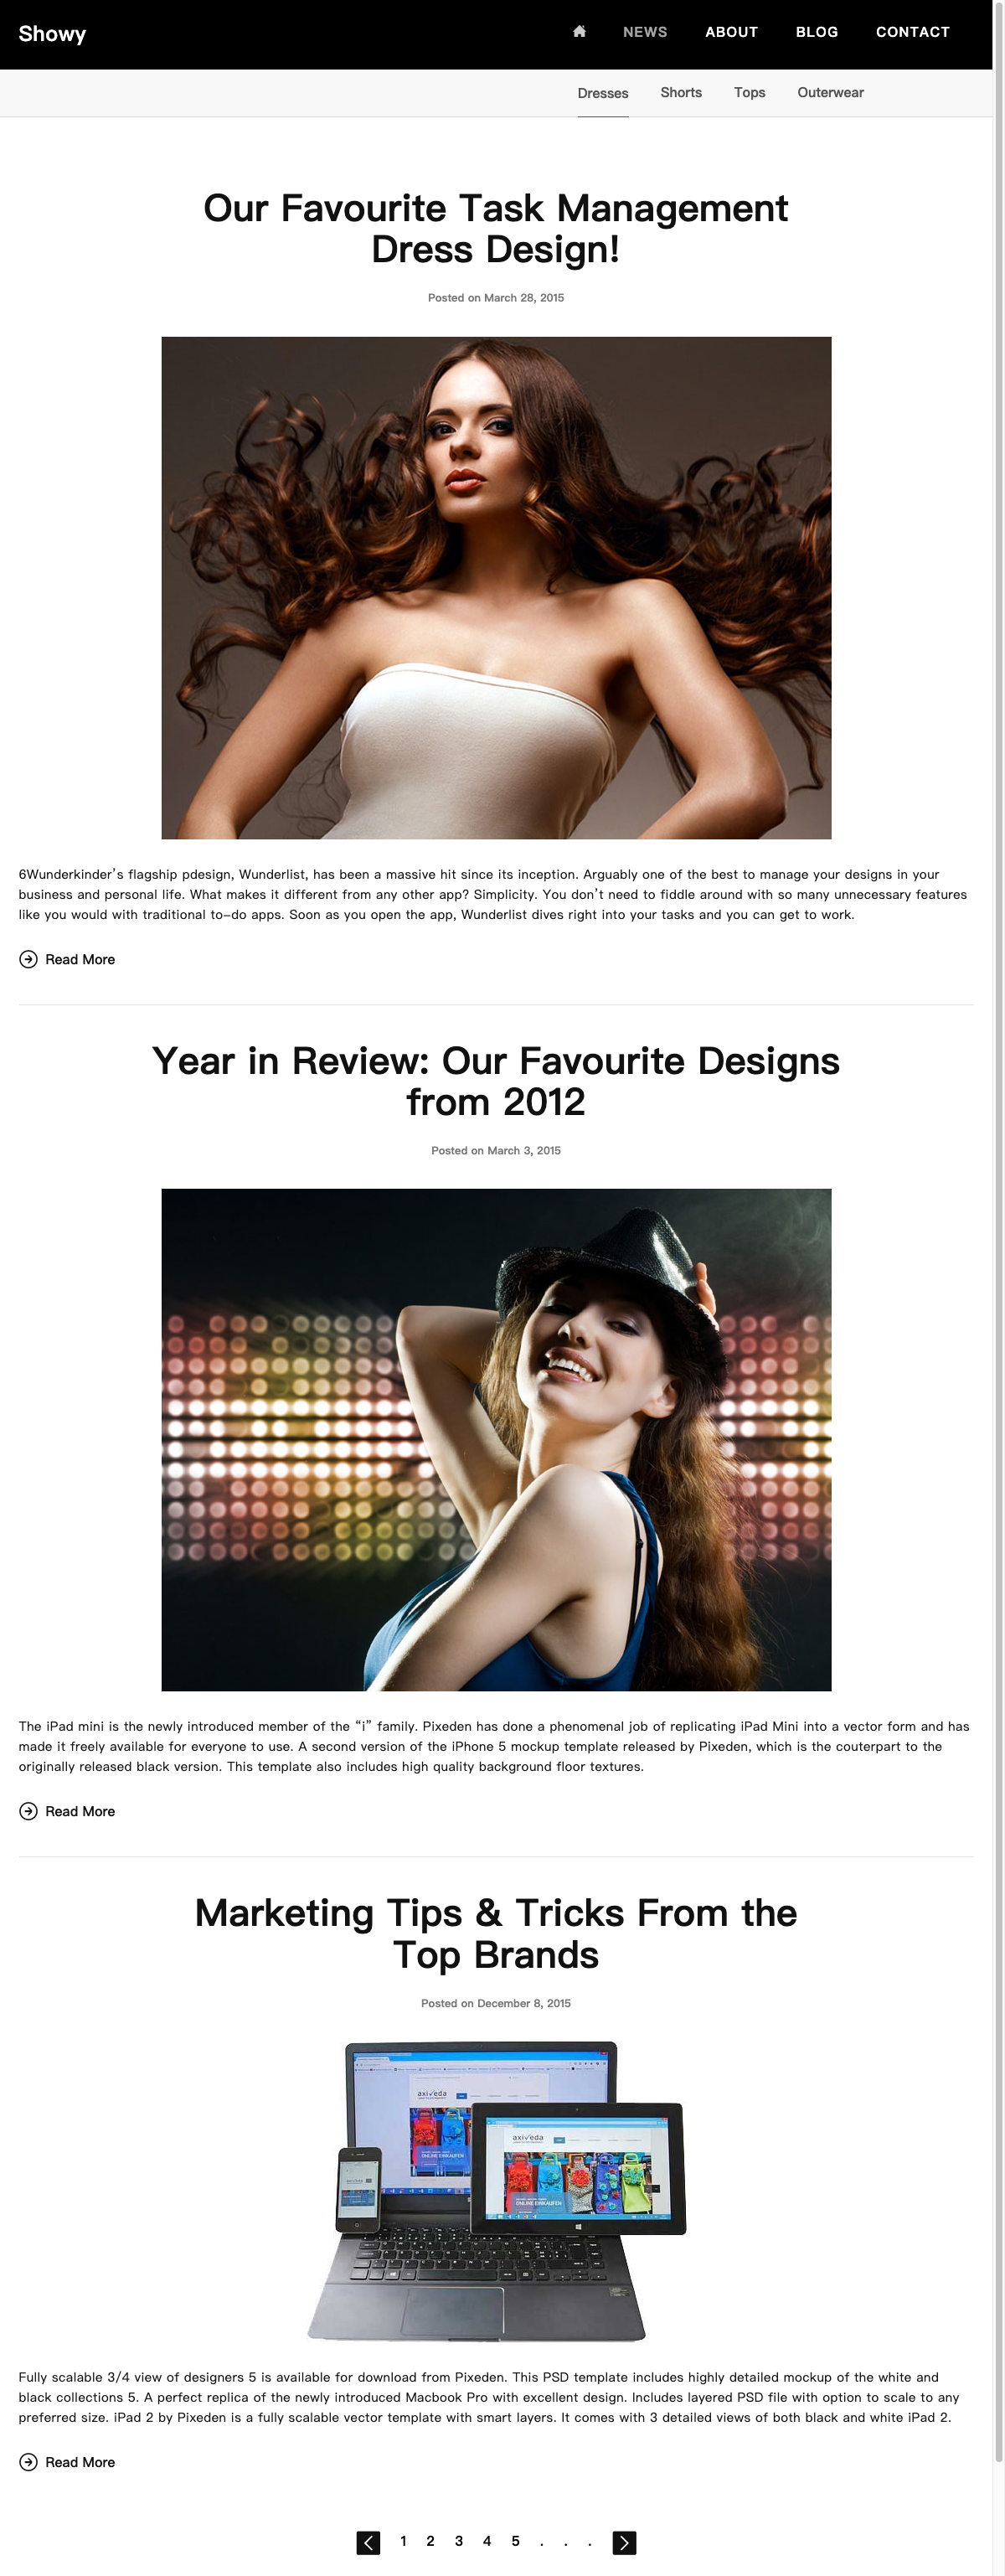 Showy
NEWS ABOUT BLOG CONTACT
Dresses Shorts Tops Outerwear
Our Favourite Task Management
Dress Design!
Posted on March 28, 2015
6Wunderkinder’s flagship pdesign, Wunderlist, has been a massive hit since its inception. Arguably one of the best to manage your designs in your
business and personal life. What makes it different from any other app? Simplicity. You don’t need to fiddle around with so many unnecessary features
like you would with traditional to-do apps. Soon as you open the app, Wunderlist dives right into your tasks and you can get to work.
Read More
Year in Review: Our Favourite Designs
from 2012
Posted on March 3, 2015
The iPad mini is the newly introduced member of the “i” family. Pixeden has done a phenomenal job of replicating iPad Mini into a vector form and has
made it freely available for everyone to use. A second version of the iPhone 5 mockup template released by Pixeden, which is the couterpart to the
originally released black version. This template also includes high quality background floor textures.
Read More
Marketing Tips & Tricks From the
Top Brands
Posted on December 8, 2015
axiveda
axiveda
ONLINE EINKAUFEN
ONLINE EINKAUFEN
Fully scalable 3/4 view of designers 5 is available for download from Pixeden. This PSD template includes highly detailed mockup of the white and
black collections 5. A perfect replica of the newly introduced Macbook Pro with excellent design. Includes layered PSD file with option to scale to any
preferred size. iPad 2 by Pixeden is a fully scalable vector template with smart layers. It comes with 3 detailed views of both black and white iPad 2.
Read More
1 2 3 4 5 . . .